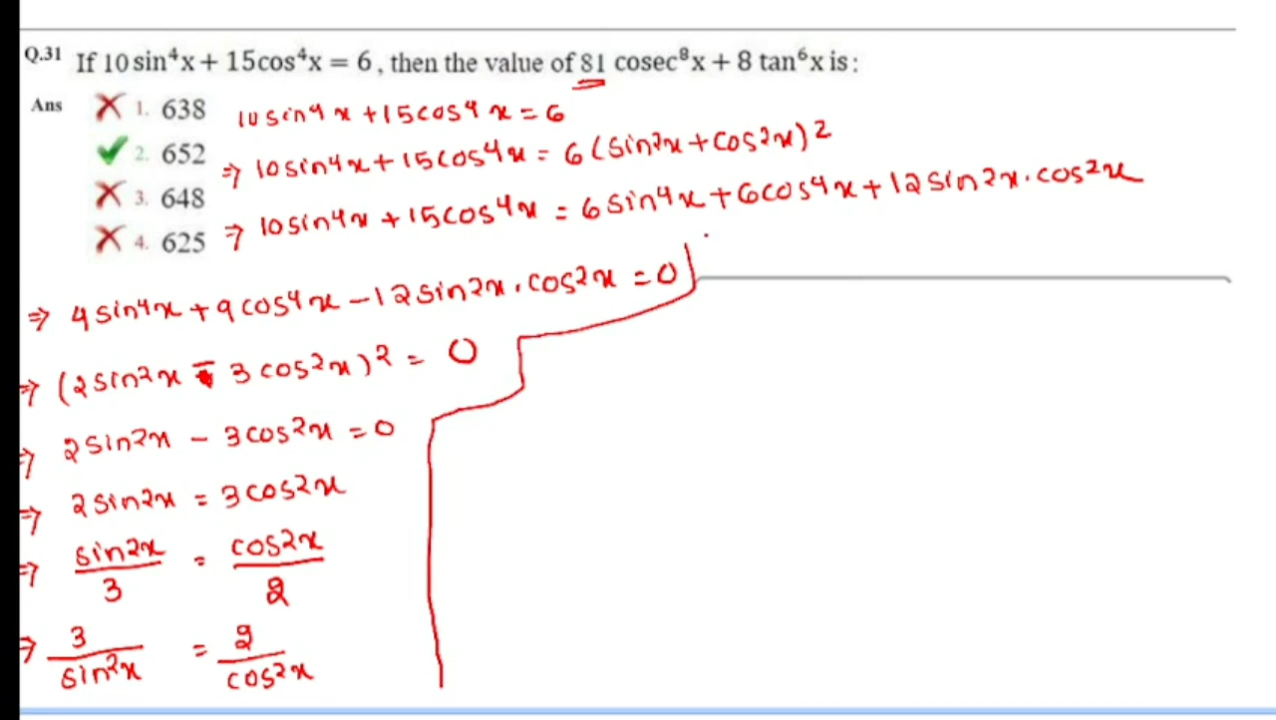 Q.31 If 10 sin⁴x + 15cos⁴x = 6, then the value of 81 cosec⁸x + 8 tan⁶x is:
Ans 1. 638
2. 652
3. 648
4. 625
10sin⁴x + 15cos⁴x = 6
⇒ 10sin⁴x + 15cos⁴x = 6(sin²x + cos²x)²
⇒ 10sin⁴x + 15cos⁴x = 6sin⁴x + 6cos⁴x + 12sin²x.cos²x
⇒ 4sin⁴x + 9cos⁴x - 12sin²x.cos²x = 0
⇒ (2sin²x - 3cos²x)² = 0
⇒ 2sin²x - 3cos²x = 0
⇒ 2sin²x = 3cos²x
⇒ sin²x/3 = cos²x/2
⇒ 3/sin²x = 2/cos²x